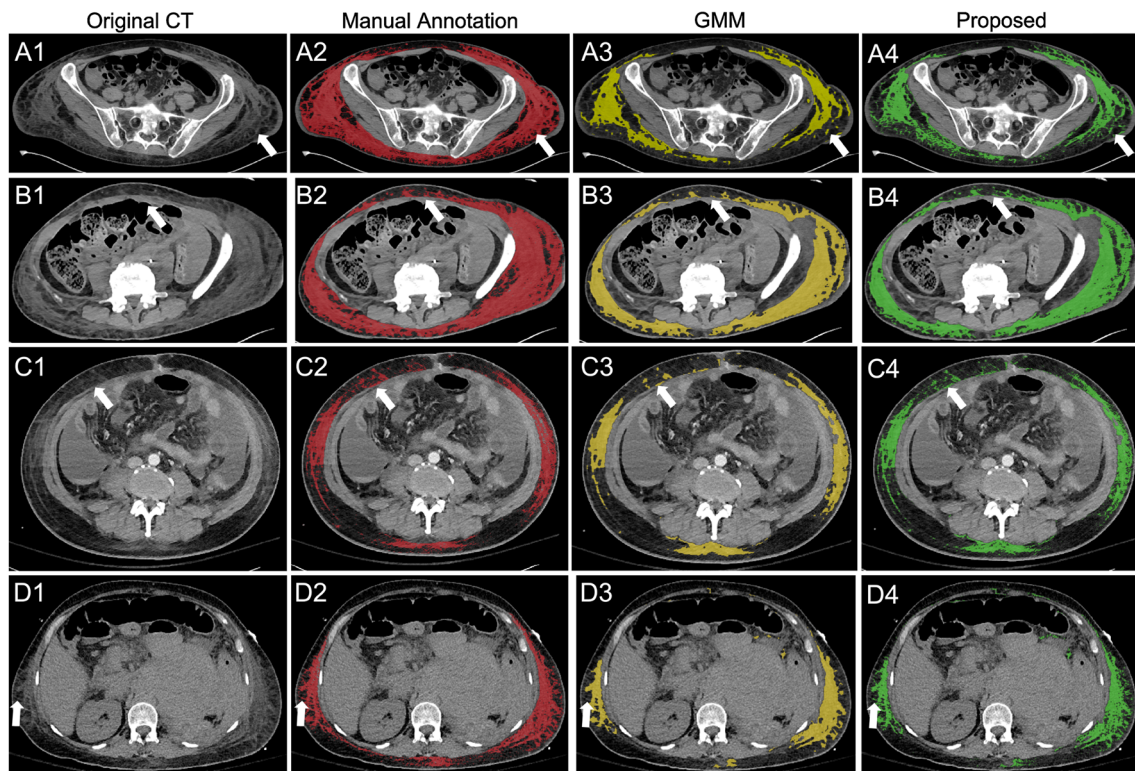 Original CT Manual Annotation GMM Proposed
A1 A2 A3 A4
B1 B2 B3 B4
C1 C2 C3 C4
D1 D2 D3 D4